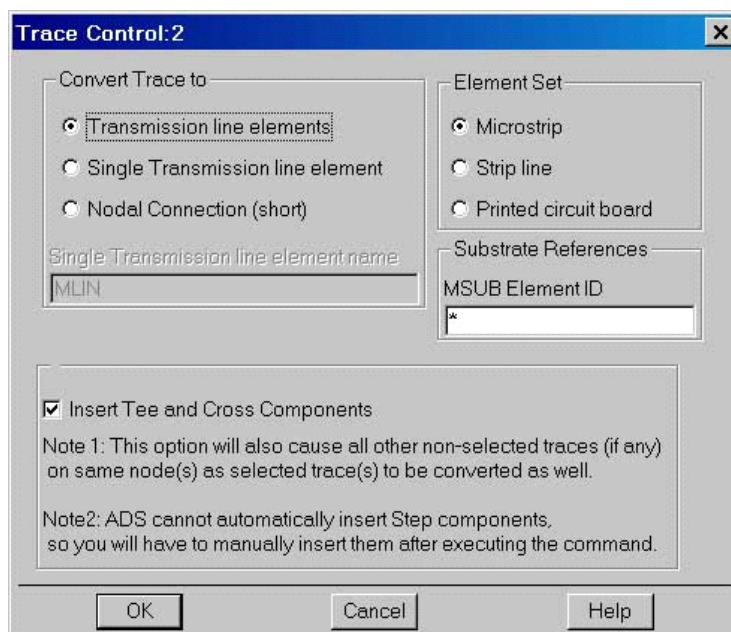 Trace Control:2
Convert Trace to
Transmission line elements
Single Transmission line element
Nodal Connection (short)
Single Transmission line element name
MLIN
Element Set
Microstrip
Strip line
Printed circuit board
Substrate References
MSUB Element ID
*
Insert Tee and Cross Components
Note 1: This option will also cause all other non-selected traces (if any)
on same node(s) as selected trace(s) to be converted as well.
Note2: ADS cannot automatically insert Step components,
so you will have to manually insert them after executing the command.
OK
Cancel
Help